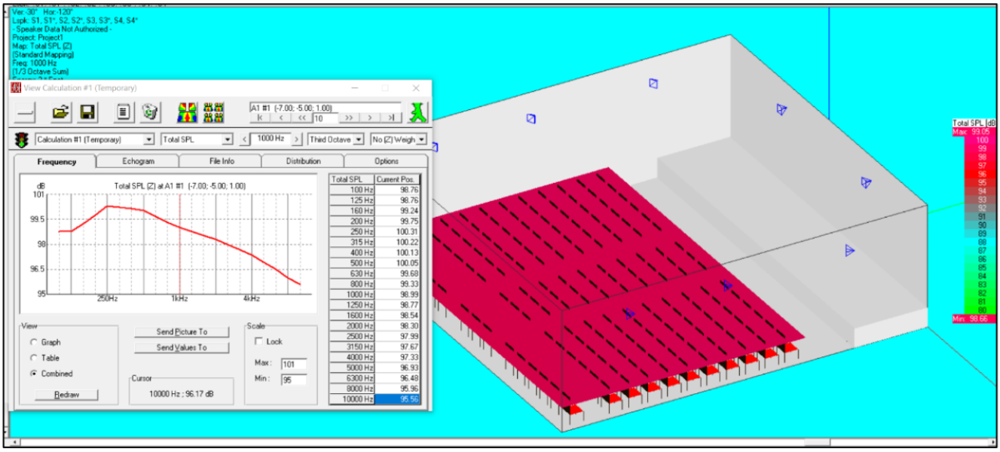 Ver:-30° Hor:-120°
Lspk: S1, S1*, S2, S2*, S3, S3*, S4, S4*
- Speaker Data Not Authorized -
Project: Project1
Map: Total SPL (Z)
(Standard Mapping)
Freq: 1000 Hz
(1/3 Octave Sum)
View Calculation #1 (Temporary)
A1 #1 (-7.00; -5.00; 1.00)
10
Calculation #1 (Temporary)
Total SPL
1000 Hz
Third Octave
No (Z) Weigh
Frequency
Echogram
File Info
Distribution
Options
dB
Total SPL (Z) at A1 #1 (-7.00; -5.00; 1.00)
101
99.5
98
96.5
95
250Hz
1kHz
4kHz
Total SPL Current Pos.
100 Hz 98.76
125 Hz 98.76
160 Hz 99.24
200 Hz 99.75
250 Hz 100.31
315 Hz 100.22
400 Hz 100.13
500 Hz 100.05
630 Hz 99.68
800 Hz 99.33
1000 Hz 98.99
1250 Hz 98.77
1600 Hz 98.54
2000 Hz 98.30
2500 Hz 97.99
3150 Hz 97.67
4000 Hz 97.33
5000 Hz 96.93
6300 Hz 96.48
8000 Hz 95.96
10000 Hz 95.56
View
Graph
Table
Combined
Redraw
Send Picture To
Send Values To
Cursor
10000 Hz ; 96.17 dB
Scale
Lock
Max : 101
Min : 95
Total SPL [dB
Max: 99.05
100
99
98
97
96
95
94
93
92
91
90
89
88
87
86
85
84
83
82
81
80
Min: 98.66